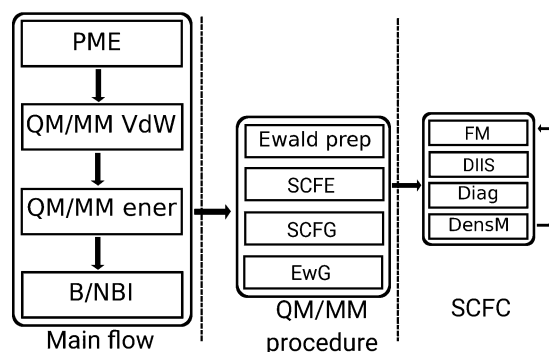 PME
QM/MM VdW
QM/MM ener
B/NBI
Main flow
Ewald prep
SCFE
SCFG
EwG
QM/MM
procedure
FM
DIIS
Diag
DensM
SCFC